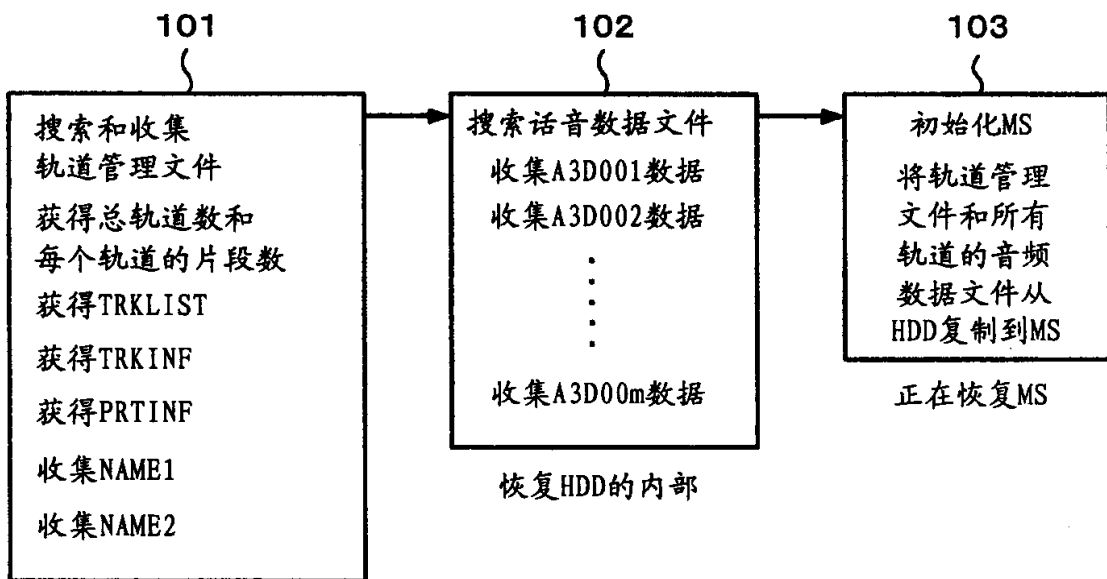 101
搜索和收集
轨道管理文件
获得总轨道数和
每个轨道的片段数
获得TRKLIST
获得TRKINF
获得PRTINF
收集NAME1
收集NAME2
102
搜索话音数据文件
收集A3D001数据
收集A3D002数据
收集A3D00m数据
恢复HDD的内部
103
初始化MS
将轨道管理
文件和所有
轨道的音频
数据文件从
HDD复制到MS
正在恢复MS